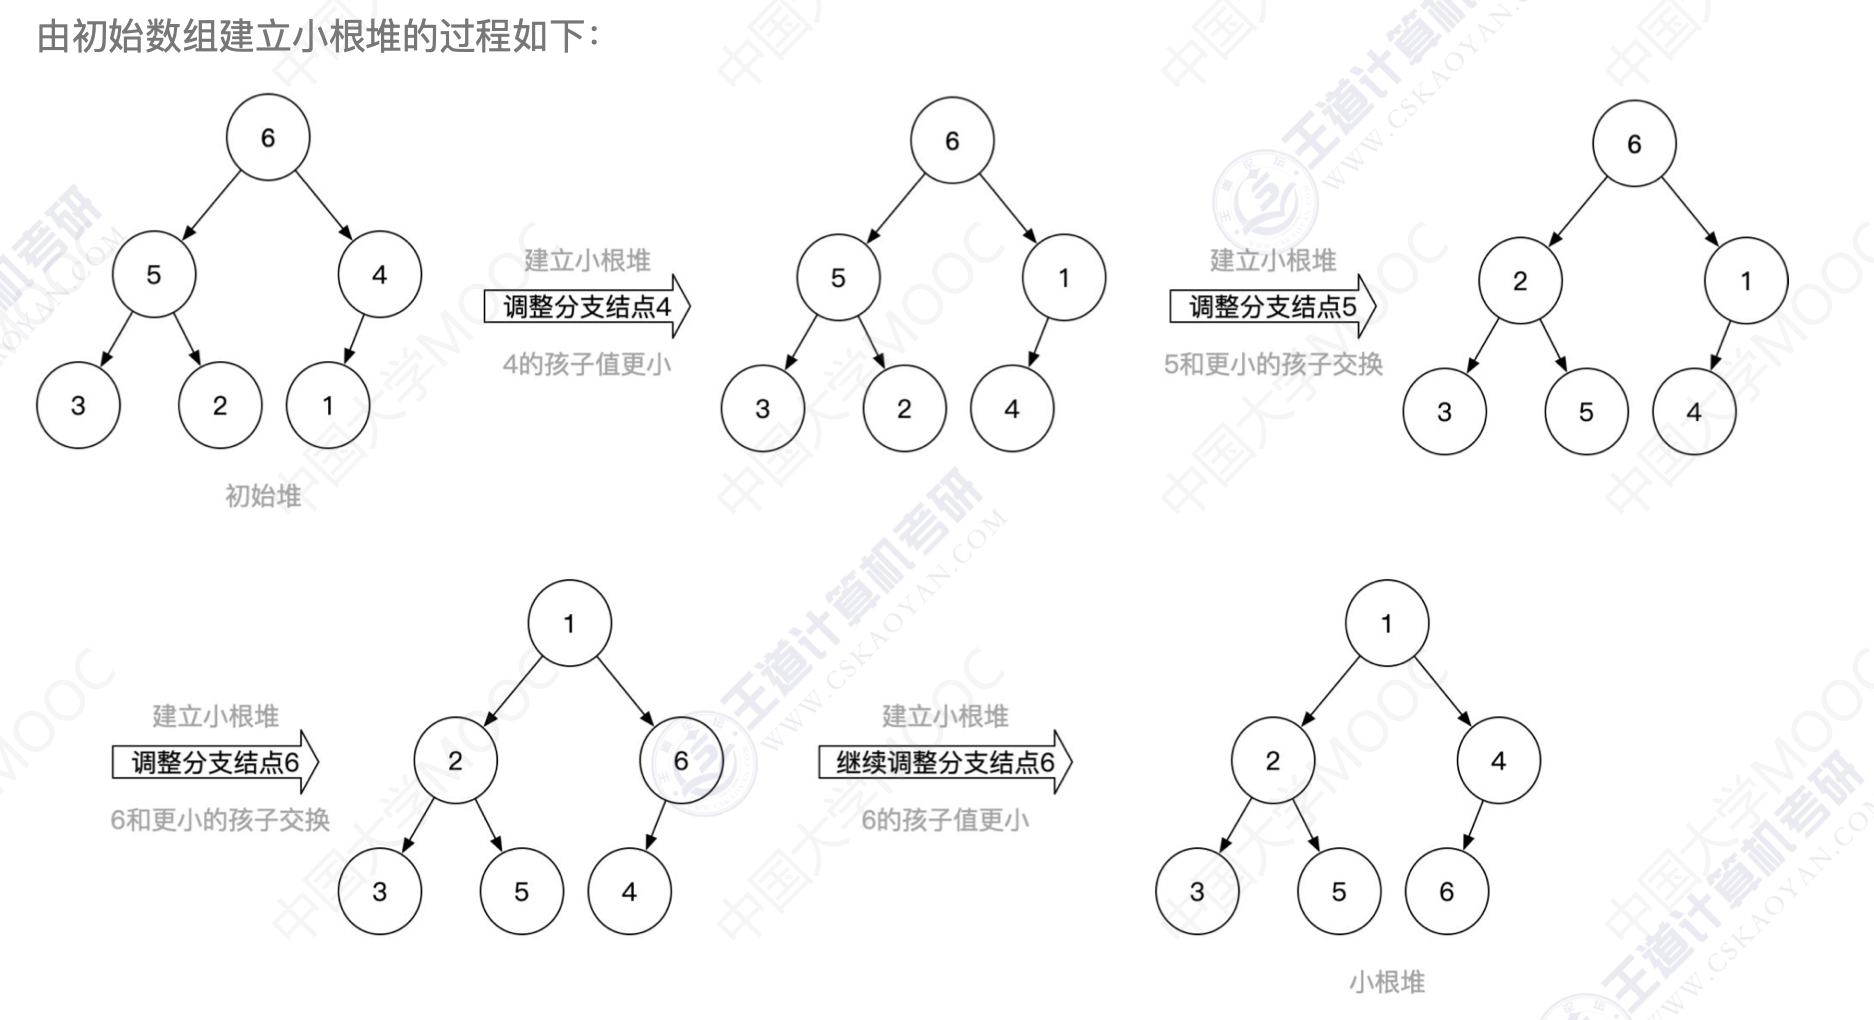 由初始数组建立小根堆的过程如下：
6
5
4
3
2
1
初始堆
建立小根堆
调整分支结点4
4的孩子值更小
6
5
1
3
2
4
建立小根堆
调整分支结点5
5和更小的孩子交换
6
2
1
3
5
4
建立小根堆
调整分支结点6
6和更小的孩子交换
1
2
6
3
5
4
建立小根堆
继续调整分支结点6
6的孩子值更小
1
2
4
3
5
6
小根堆
中国大学MOOC
王道计算机考研
WWW.CSKAOYAN.COM